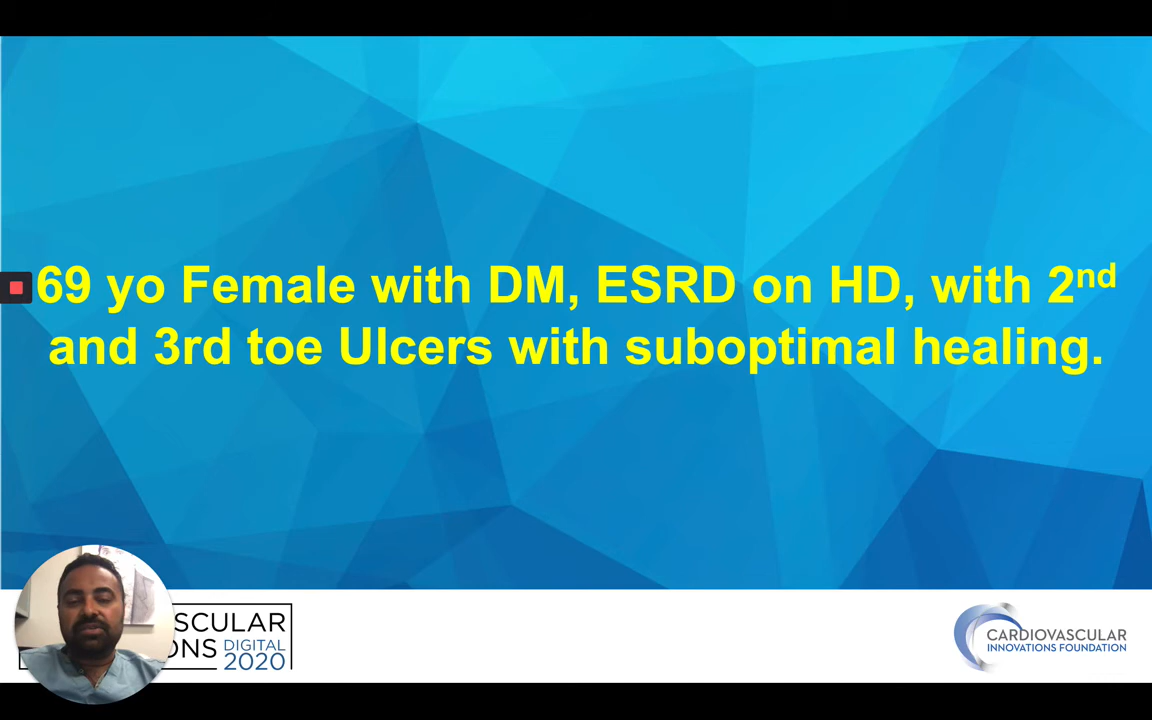 69 yo Female with DM, ESRD on HD, with 2nd
and 3rd toe Ulcers with suboptimal healing.
SCULAR
ONS DIGITAL
2020
CARDIOVASCULAR
INNOVATIONS FOUNDATION